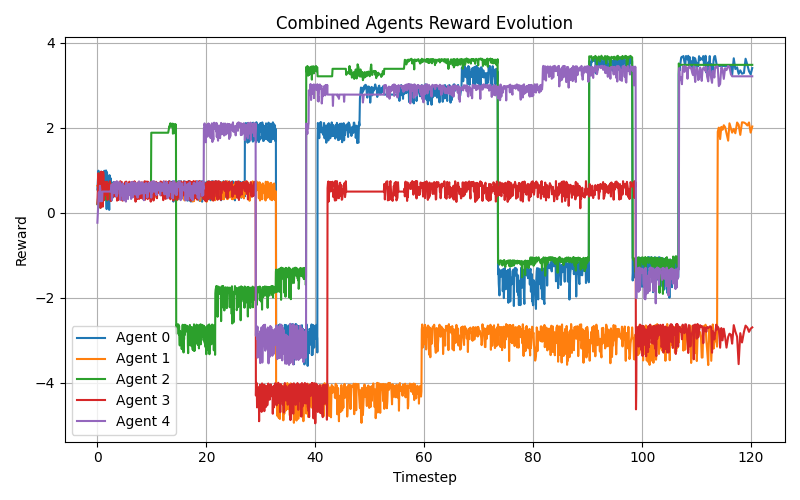 Combined Agents Reward Evolution
Reward
4
2
0
−2
−4
Agent 0
Agent 1
Agent 2
Agent 3
Agent 4
0 20 40 60 80 100 120
Timestep